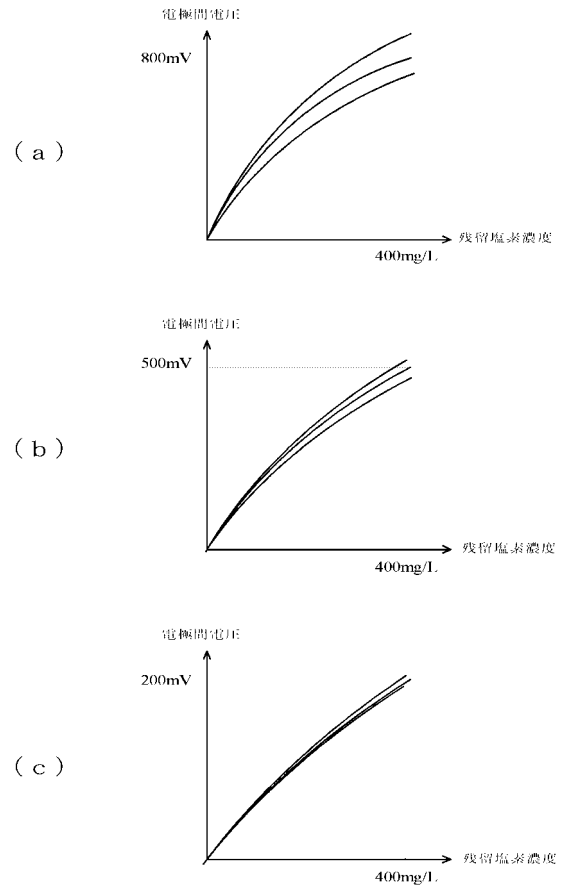 電極間電圧
800mV
(a)
残留塩素濃度
400mg/L
電極間電圧
500mV
(b)
残留塩素濃度
400mg/L
電極間電圧
200mV
(c)
残留塩素濃度
400mg/L